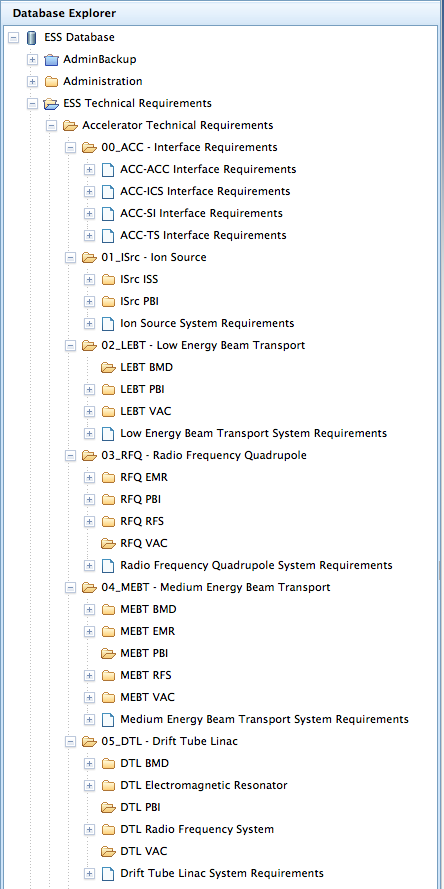 Database Explorer
ESS Database
AdminBackup
Administration
ESS Technical Requirements
Accelerator Technical Requirements
00_ACC - Interface Requirements
ACC-ACC Interface Requirements
ACC-ICS Interface Requirements
ACC-SI Interface Requirements
ACC-TS Interface Requirements
01_ISrc - Ion Source
ISrc ISS
ISrc PBI
Ion Source System Requirements
02_LEBT - Low Energy Beam Transport
LEBT BMD
LEBT PBI
LEBT VAC
Low Energy Beam Transport System Requirements
03_RFQ - Radio Frequency Quadrupole
RFQ EMR
RFQ PBI
RFQ RFS
RFQ VAC
Radio Frequency Quadrupole System Requirements
04_MEBT - Medium Energy Beam Transport
MEBT BMD
MEBT EMR
MEBT PBI
MEBT RFS
MEBT VAC
Medium Energy Beam Transport System Requirements
05_DTL - Drift Tube Linac
DTL BMD
DTL Electromagnetic Resonator
DTL PBI
DTL Radio Frequency System
DTL VAC
Drift Tube Linac System Requirements